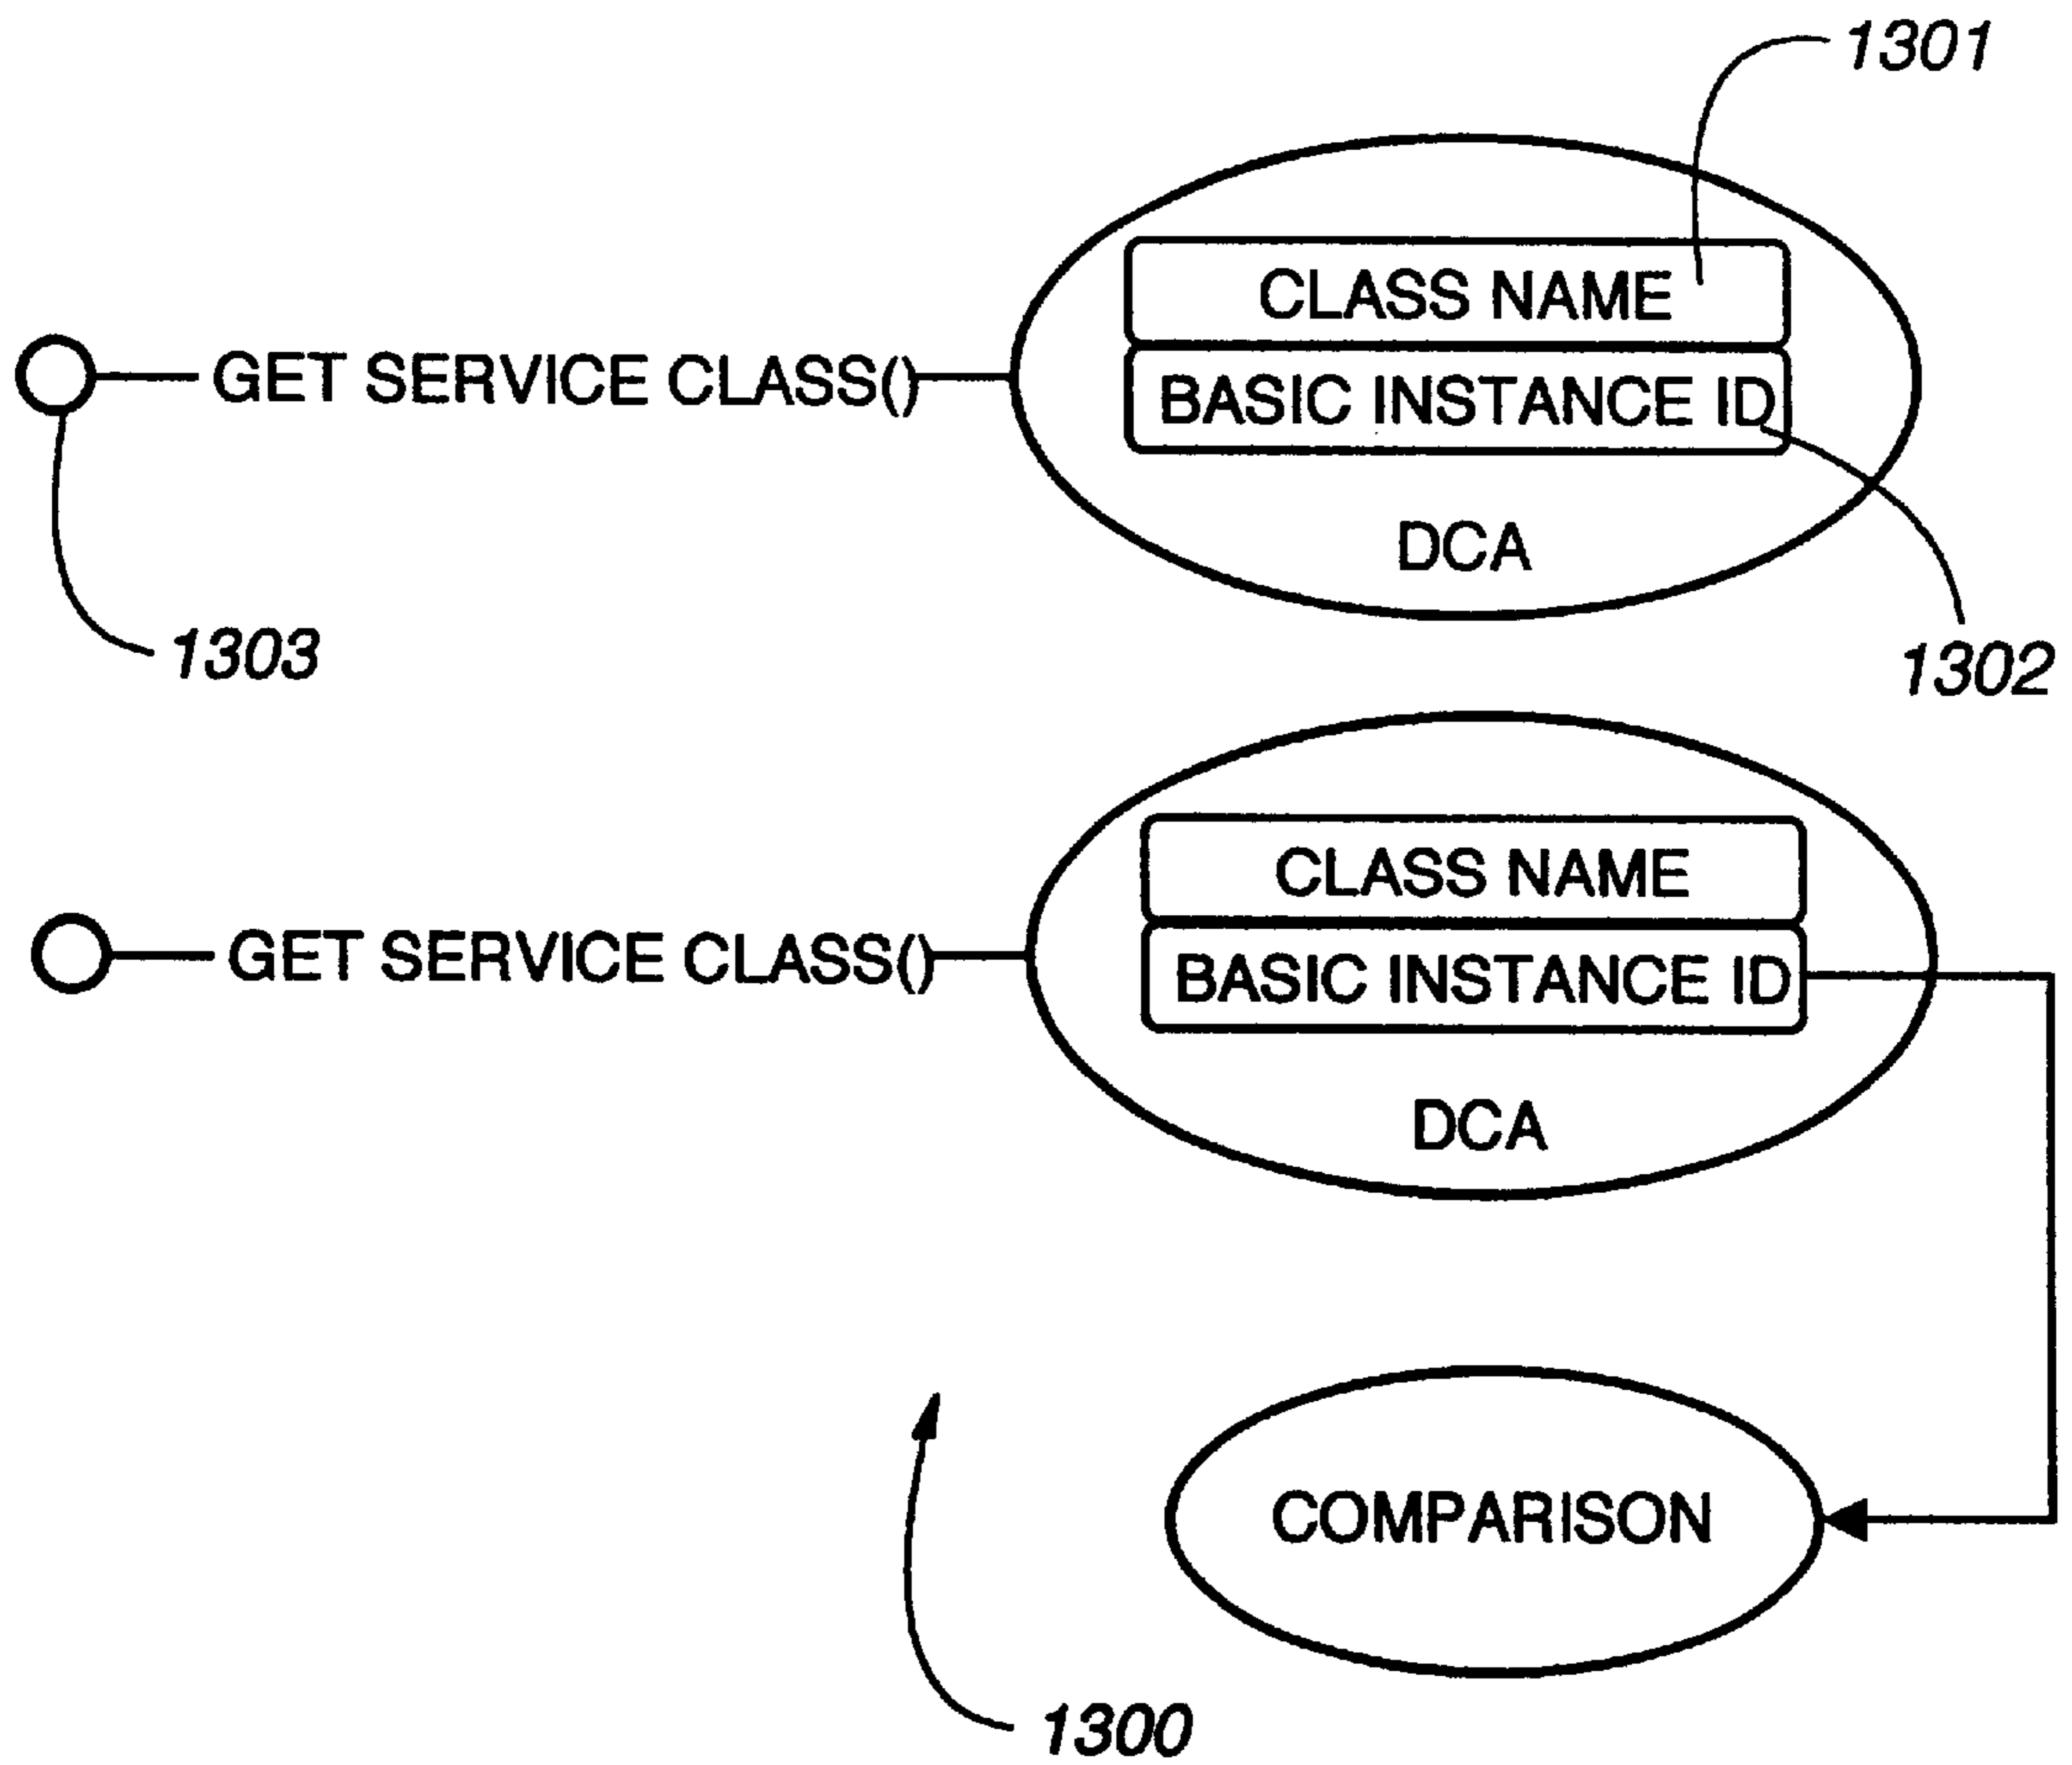 1301
CLASS NAME
GET SERVICE CLASS()
BASIC INSTANCE ID
DCA
1303
1302
CLASS NAME
GET SERVICE CLASS()
BASIC INSTANCE ID
DCA
COMPARISON
1300